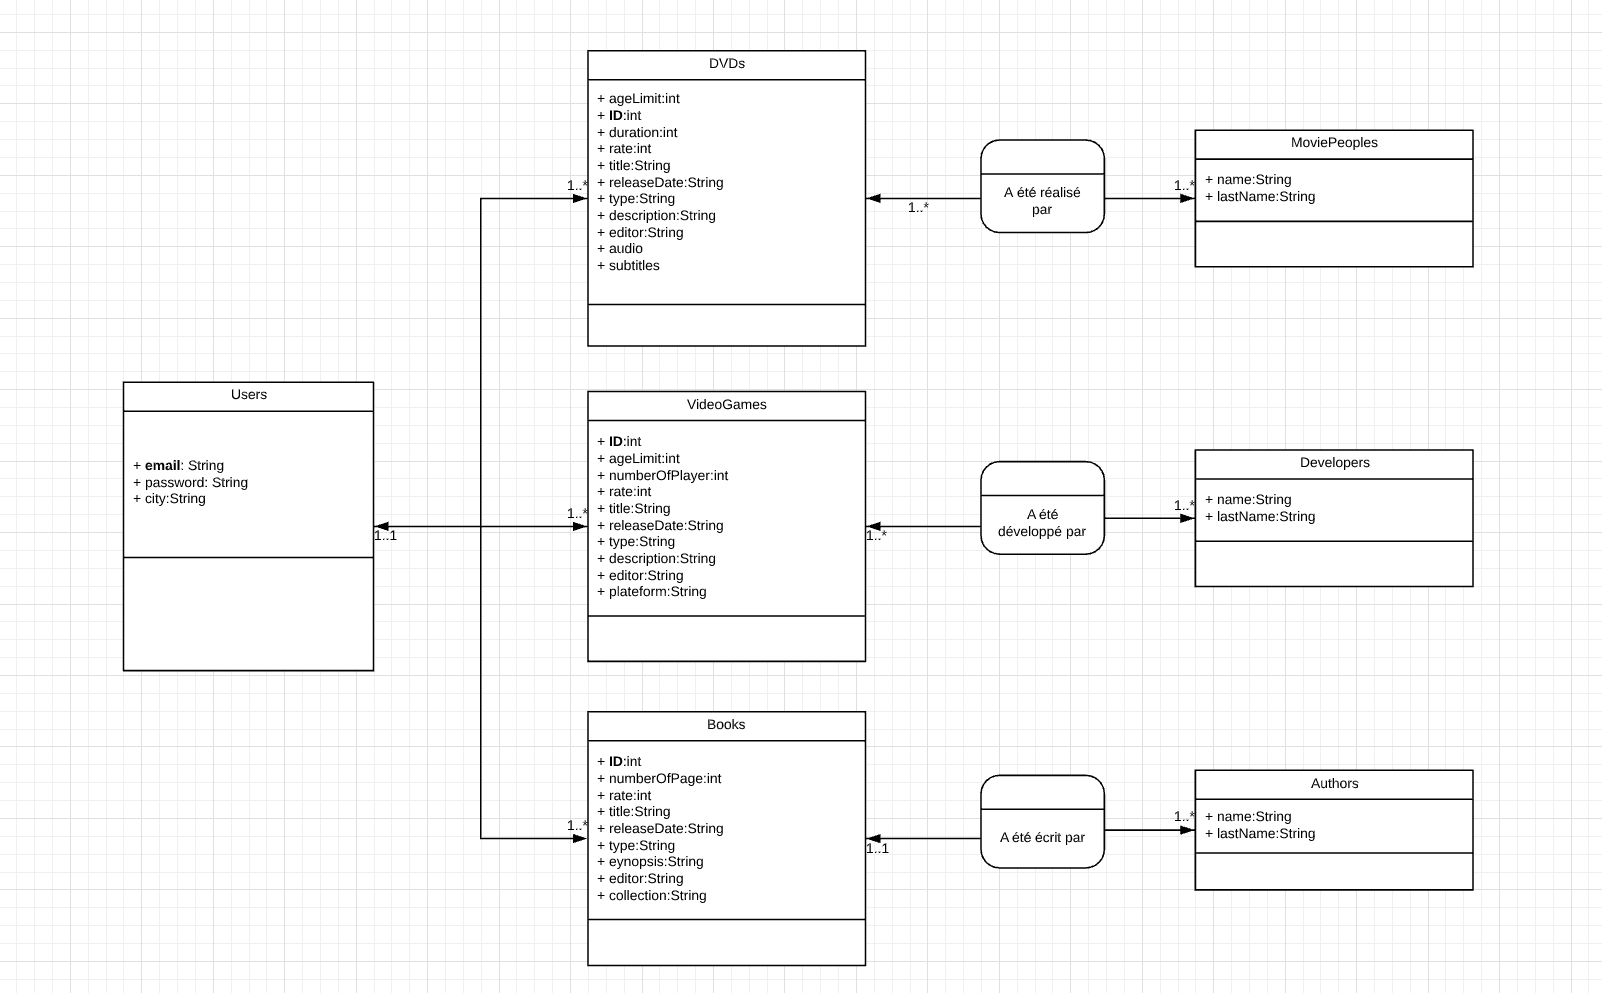 DVDs
+ ageLimit:int
+ ID:int
+ duration:int
+ rate:int
+ title:String
+ releaseDate:String
+ type:String
+ description:String
+ editor:String
+ audio
+ subtitles
1..*
1..*
A été réalisé
par
1..*
MoviePeoples
+ name:String
+ lastName:String
Users
+ email: String
+ password: String
+ city:String
1..1
VideoGames
+ ID:int
+ ageLimit:int
+ numberOfPlayer:int
+ rate:int
+ title:String
+ releaseDate:String
+ type:String
+ description:String
+ editor:String
+ plateform:String
1..*
1..*
A été
développé par
1..*
Developers
+ name:String
+ lastName:String
Books
+ ID:int
+ numberOfPage:int
+ rate:int
+ title:String
+ releaseDate:String
+ type:String
+ eynopsis:String
+ editor:String
+ collection:String
1..*
1..1
A été écrit par
1..*
Authors
+ name:String
+ lastName:String